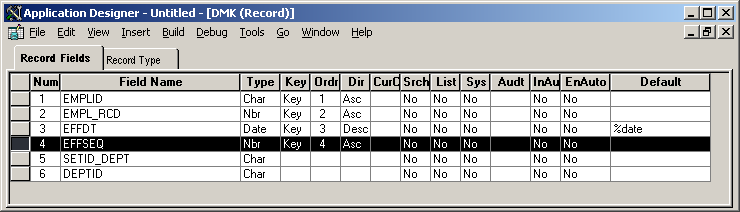 Application Designer - Untitled - [DMK (Record)]
File Edit View Insert Build Debug Tools Go Window Help
Record Fields Record Type
Num Field Name Type Key Ordr Dir CurC Srch List Sys Audt InAu EnAuto Default
1 EMPLID Char Key 1 Asc No No No No No
2 EMPL_RCD Nbr Key 2 Asc No No No No No
3 EFFDT Date Key 3 Desc No No No No No %date
4 EFFSEQ Nbr Key 4 Asc No No No No No
5 SETID_DEPT Char No No No No No
6 DEPTID Char No No No No No